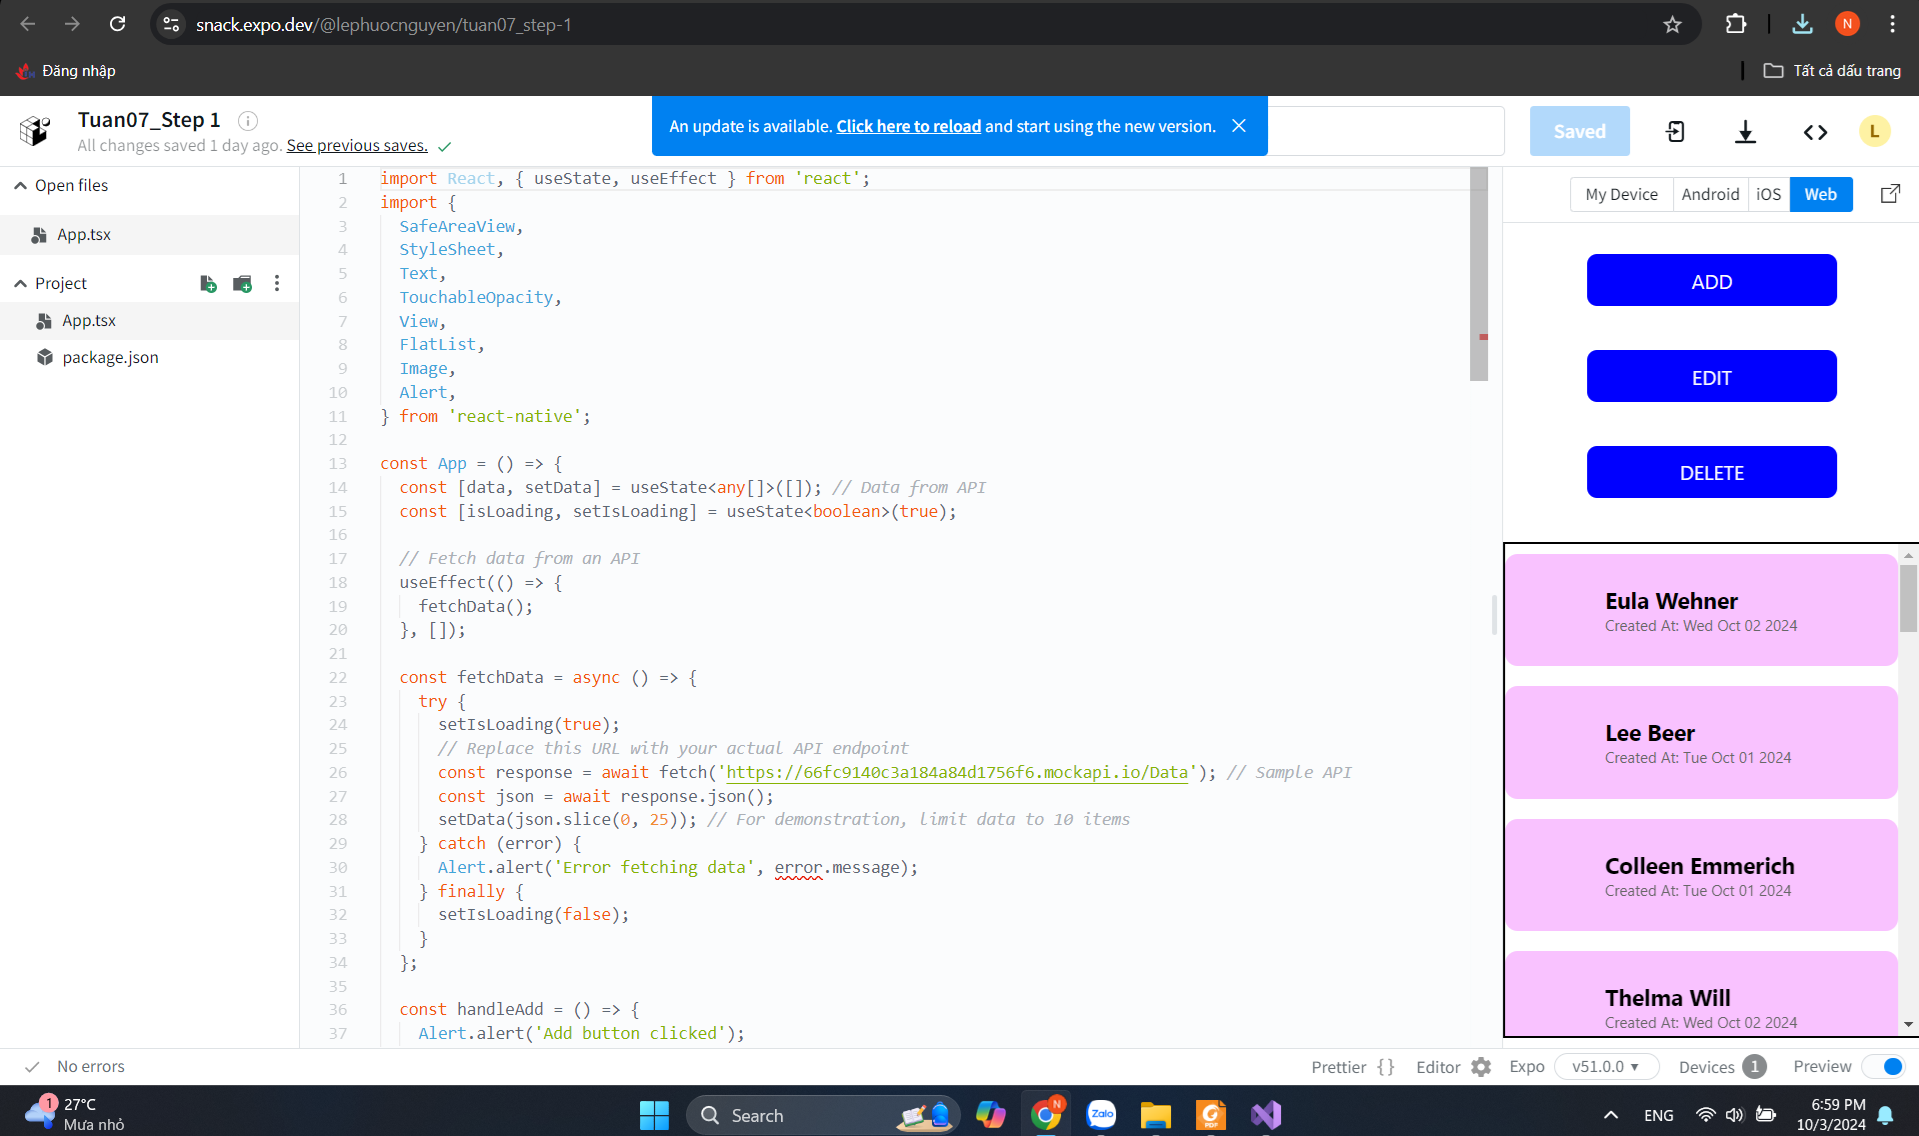 snack.expo.dev/@lephuocnguyen/tuan07_step-1
N
Đăng nhập
Tất cả dấu trang
Tuan07_Step 1
All changes saved 1 day ago. See previous saves.
An update is available. Click here to reload and start using the new version.
Saved
L
Open files
App.tsx
Project
App.tsx
package.json
1 import React, { useState, useEffect } from 'react';
2 import {
3 SafeAreaView,
4 StyleSheet,
5 Text,
6 TouchableOpacity,
7 View,
8 FlatList,
9 Image,
10 Alert,
11 } from 'react-native';
12
13 const App = () => {
14 const [data, setData] = useState<any[]>([]); // Data from API
15 const [isLoading, setIsLoading] = useState<boolean>(true);
16
17 // Fetch data from an API
18 useEffect(() => {
19 fetchData();
20 }, []);
21
22 const fetchData = async () => {
23 try {
24 setIsLoading(true);
25 // Replace this URL with your actual API endpoint
26 const response = await fetch('https://66fc9140c3a184a84d1756f6.mockapi.io/Data'); // Sample API
27 const json = await response.json();
28 setData(json.slice(0, 25)); // For demonstration, limit data to 10 items
29 } catch (error) {
30 Alert.alert('Error fetching data', error.message);
31 } finally {
32 setIsLoading(false);
33 }
34 };
35
36 const handleAdd = () => {
37 Alert.alert('Add button clicked');
My Device
Android
iOS
Web
ADD
EDIT
DELETE
Eula Wehner
Created At: Wed Oct 02 2024
Lee Beer
Created At: Tue Oct 01 2024
Colleen Emmerich
Created At: Tue Oct 01 2024
Thelma Will
Created At: Wed Oct 02 2024
No errors
Prettier {}
Editor
Expo v51.0.0
Devices 1
Preview
1
27°C
Mưa nhỏ
Search
N
Zalo
PDF
ENG
6:59 PM
10/3/2024